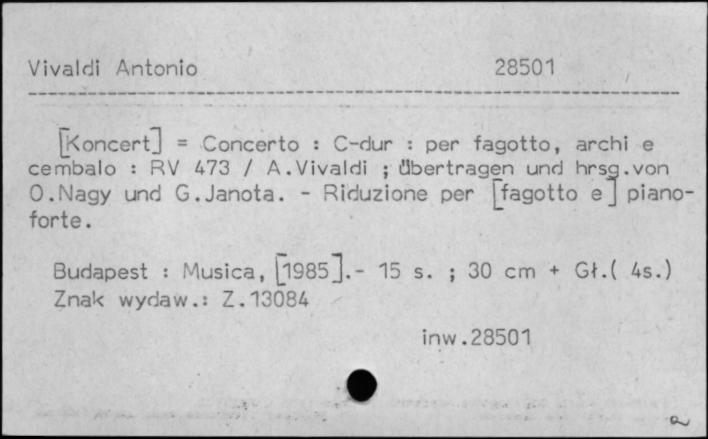 Vivaldi Antonio 28501
[Koncert] = Concerto : C-dur : per fagotto, archi e
cembalo : RV 473 / A.Vivaldi ; übertragen und hrsg.von
O.Nagy und G.Janota. - Riduzione per [fagotto e] piano-
forte.
Budapest : Musica, [1985].- 15 s. ; 30 cm + Gł.( 4s.)
Znak wydaw.: Z.13084
inw.28501